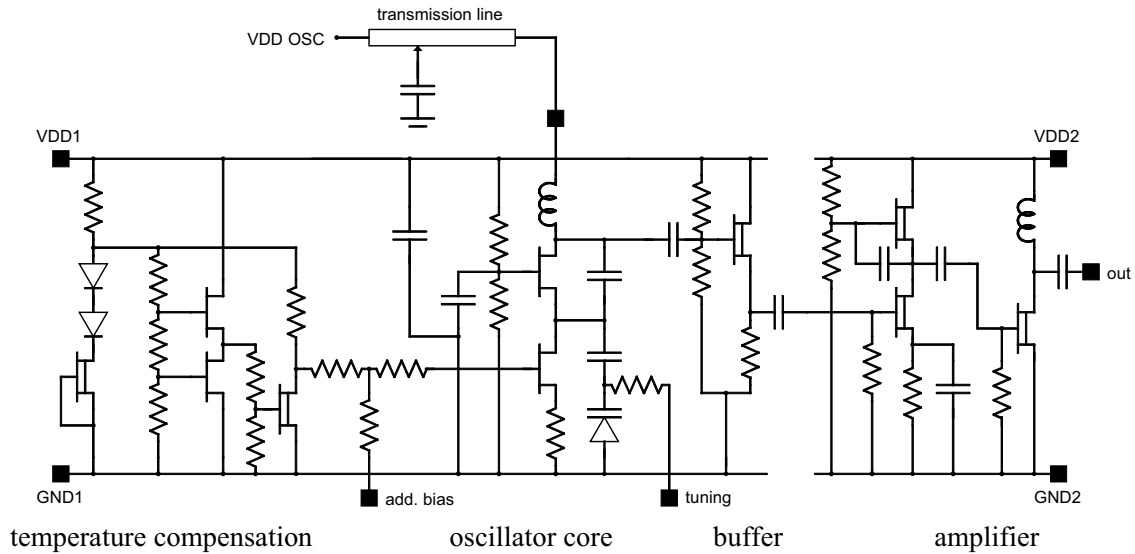 transmission line
VDD OSC
VDD1
VDD2
out
GND1
add. bias
tuning
GND2
temperature compensation
oscillator core
buffer
amplifier